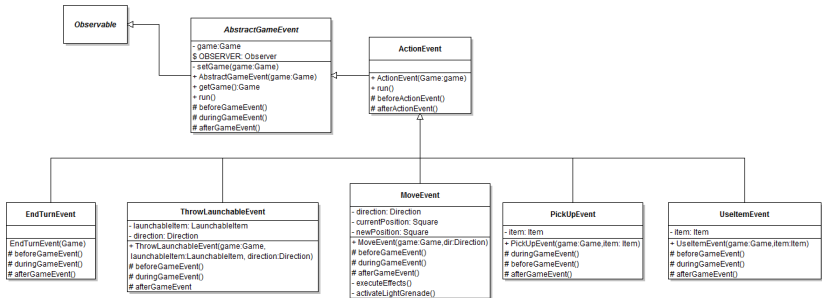 Observable
AbstractGameEvent
- game:Game
$ OBSERVER: Observer
- setGame(game:Game)
+ AbstractGameEvent(game:Game)
+ getGame():Game
+ run()
# beforeGameEvent()
# duringGameEvent()
# afterGameEvent()
ActionEvent
+ ActionEvent(Game:game)
+ run()
# beforeActionEvent()
# afterActionEvent()
EndTurnEvent
EndTurnEvent(Game)
# beforeGameEvent()
# duringGameEvent()
# afterGameEvent()
ThrowLaunchableEvent
- launchableItem: LaunchableItem
- direction: Direction
+ ThrowLaunchableEvent(game:Game,
launchableItem:LaunchableItem, direction:Direction)
# beforeGameEvent()
# duringGameEvent()
# afterGameEvent
MoveEvent
- direction: Direction
- currentPosition: Square
- newPosition: Square
+ MoveEvent(game:Game,dir:Direction)
# beforeGameEvent()
# duringGameEvent()
# afterGameEvent()
- executeEffects()
- activateLightGrenade()
PickUpEvent
- item: Item
+ PickUpEvent(game:Game,item: Item)
# duringGameEvent()
# beforeGameEvent()
# afterGameEvent()
UseItemEvent
- item: Item
+ UseItemEvent(game:Game,item:Item)
# beforeGameEvent()
# duringGameEvent()
# afterGameEvent()